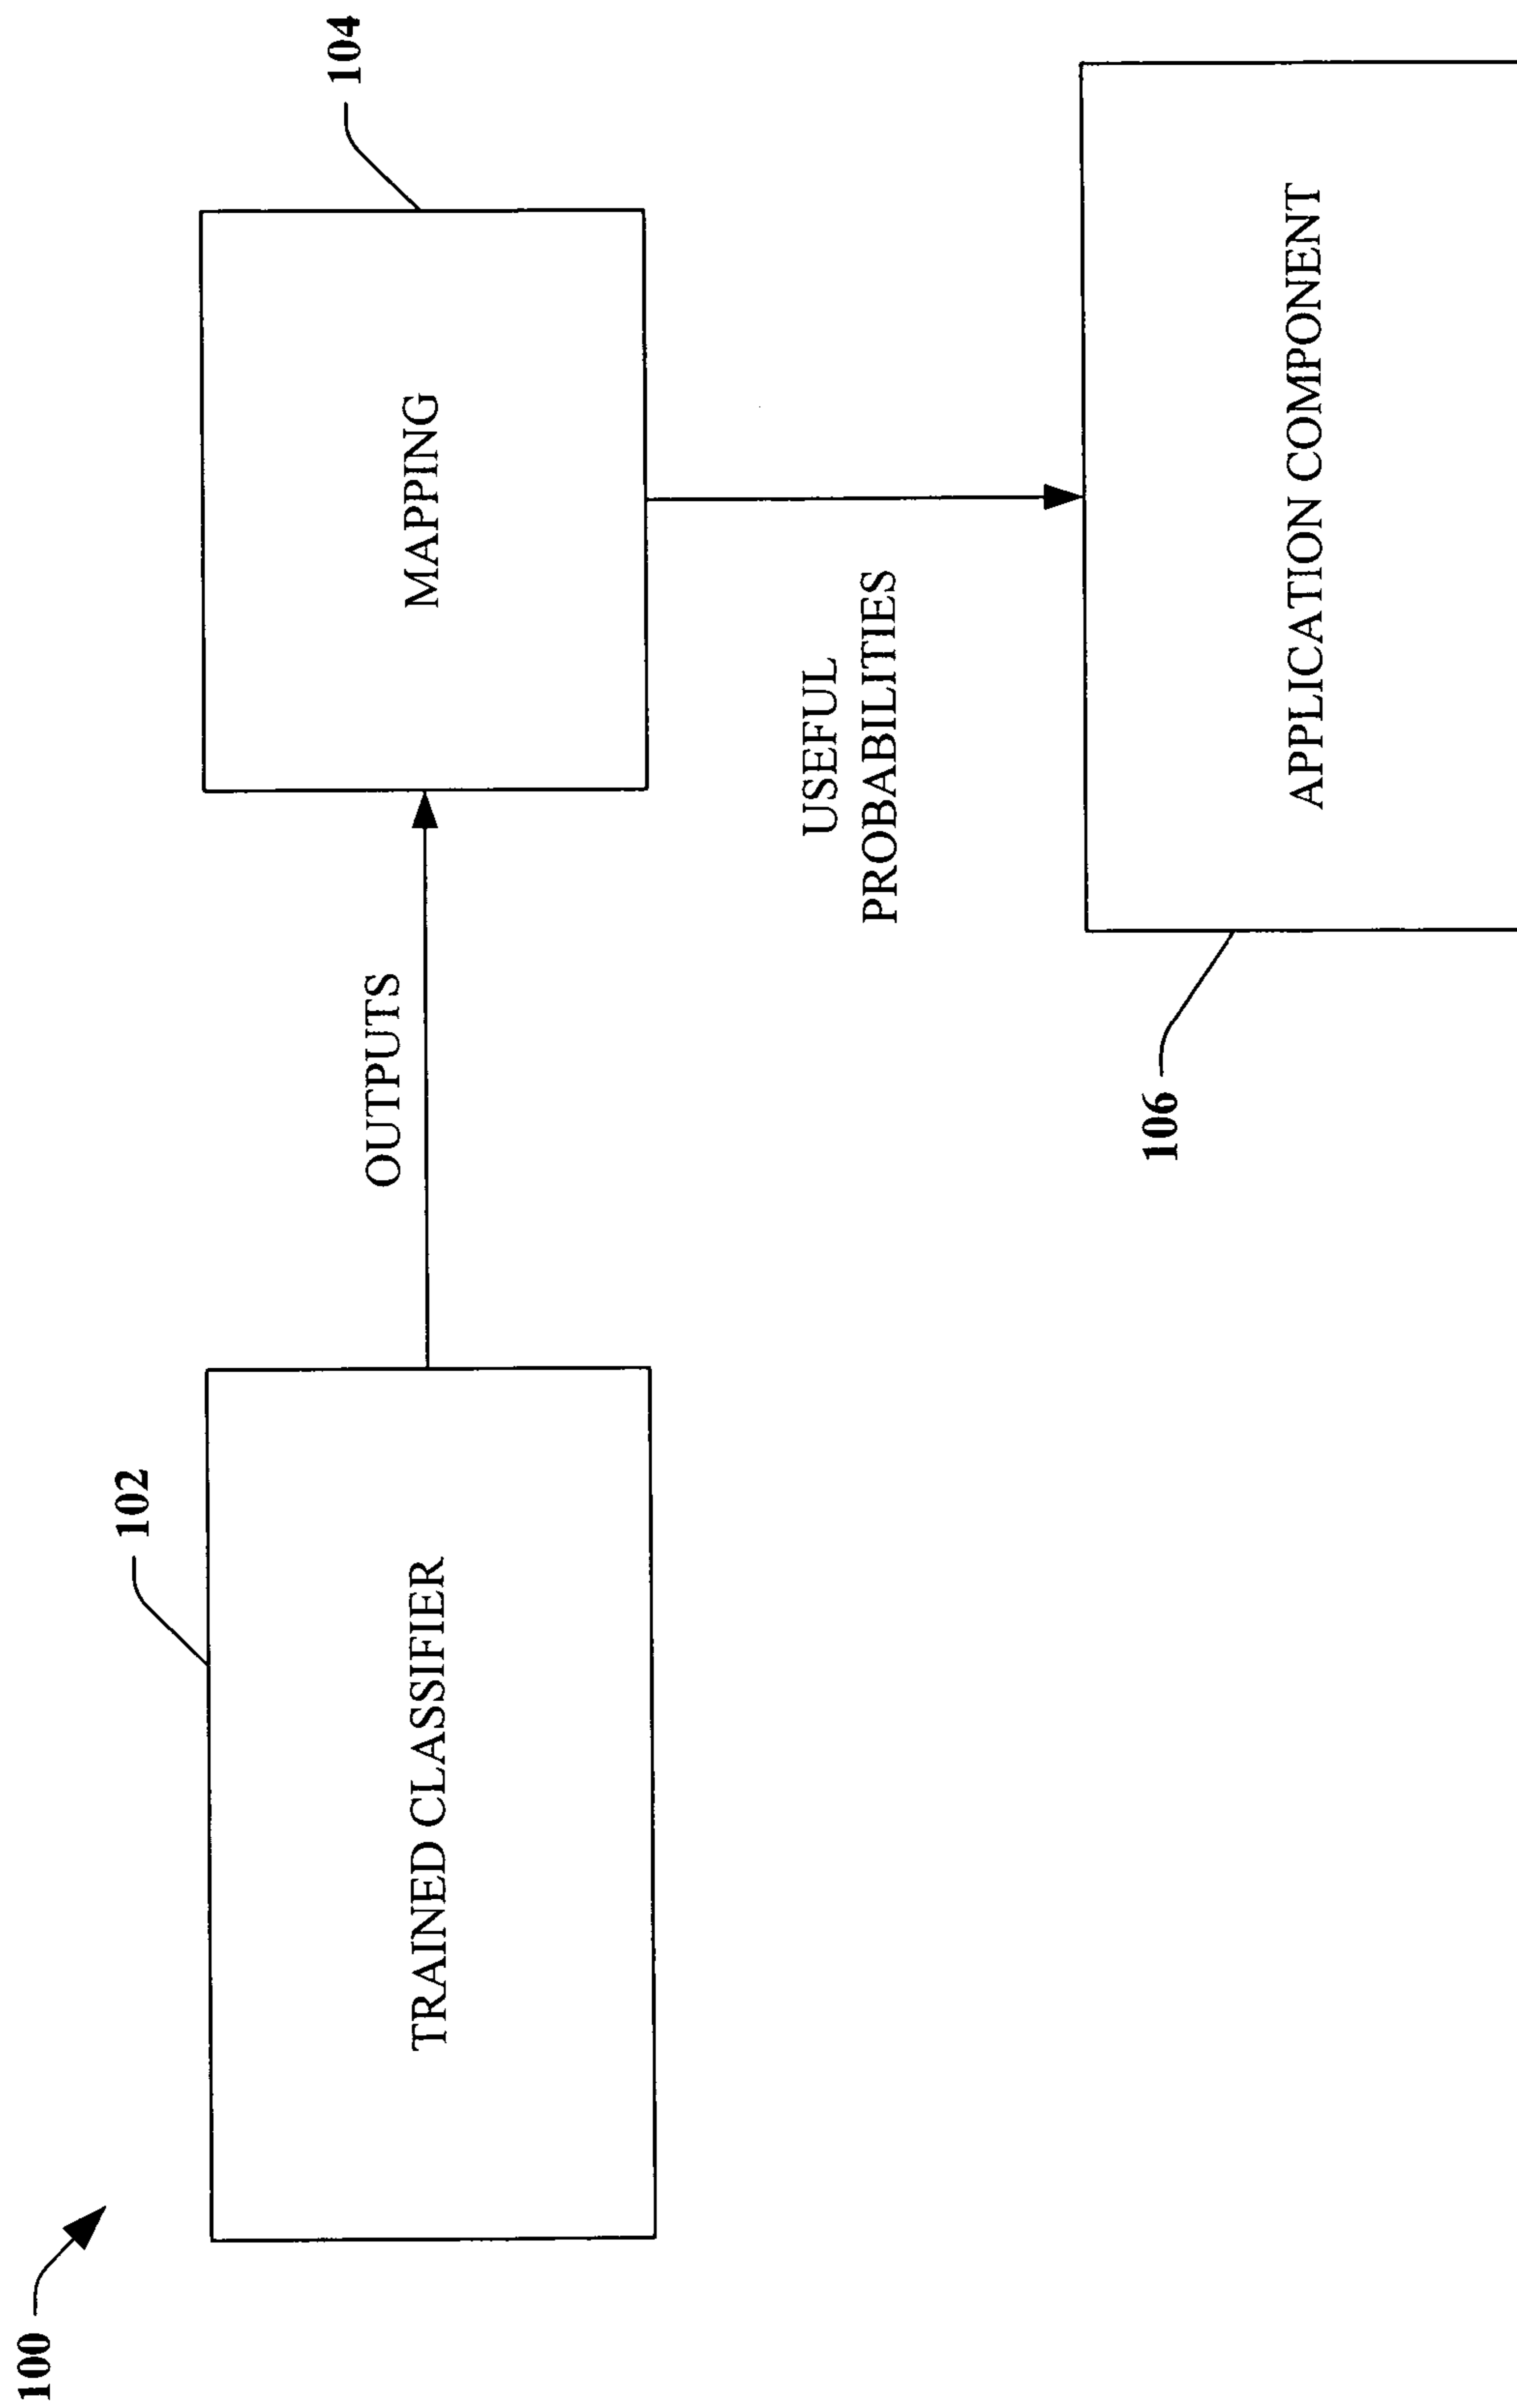 100
102
TRAINED CLASSIFIER
OUTPUTS
104
MAPPING
USEFUL
PROBABILITIES
106
APPLICATION COMPONENT